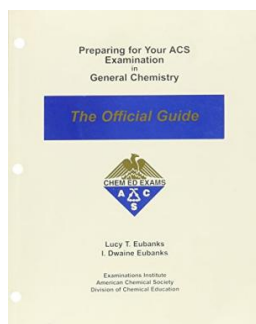 Preparing for Your ACS
Examination
in
General Chemistry
The Official Guide
CHEM ED EXAMS
A C
S
Lucy T. Eubanks
I. Dwaine Eubanks
Examinations Institute
American Chemical Society
Division of Chemical Education